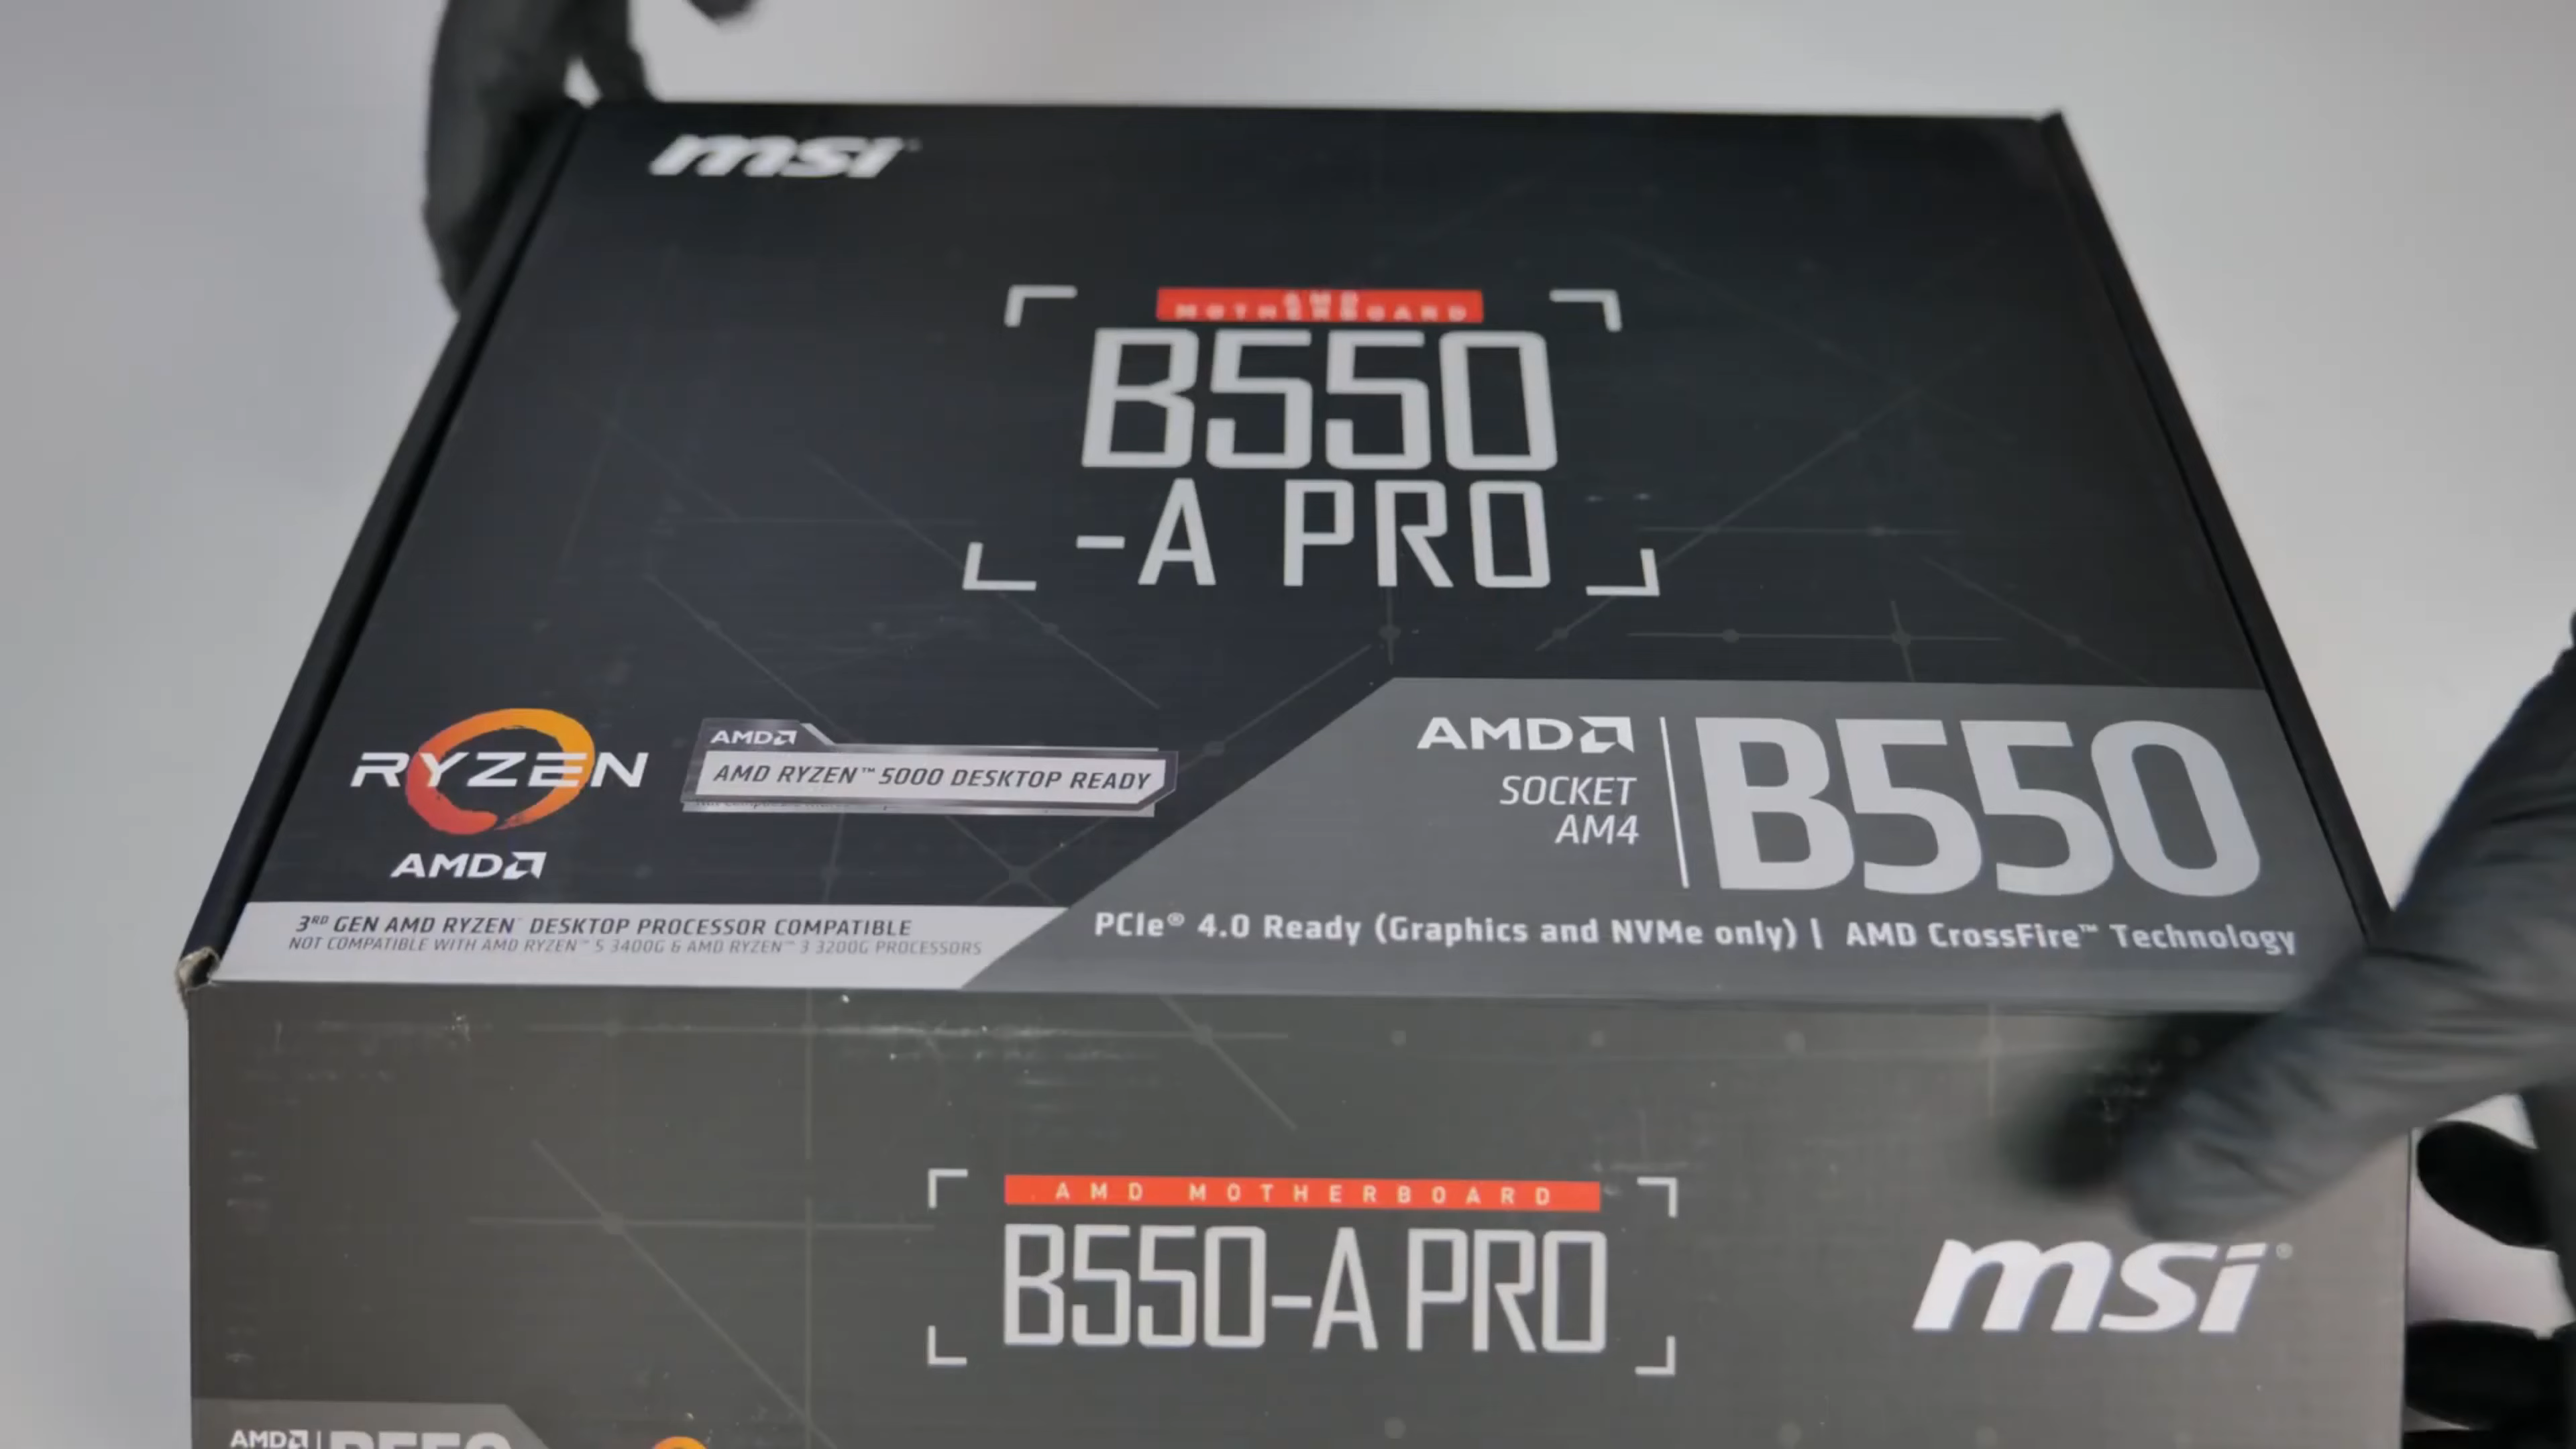 msi
AMD
MOTHERBOARD
B550
-A PRO
RYZEN
AMD
AMD
AMD RYZEN™ 5000 DESKTOP READY
AMD
SOCKET
AM4
B550
3RD GEN AMD RYZEN™ DESKTOP PROCESSOR COMPATIBLE
NOT COMPATIBLE WITH AMD RYZEN™ 5 3400G & AMD RYZEN™ 3 3200G PROCESSORS
PCIe® 4.0 Ready (Graphics and NVMe only) | AMD CrossFire™ Technology
AMD MOTHERBOARD
B550-A PRO
msi®
AMD
B550